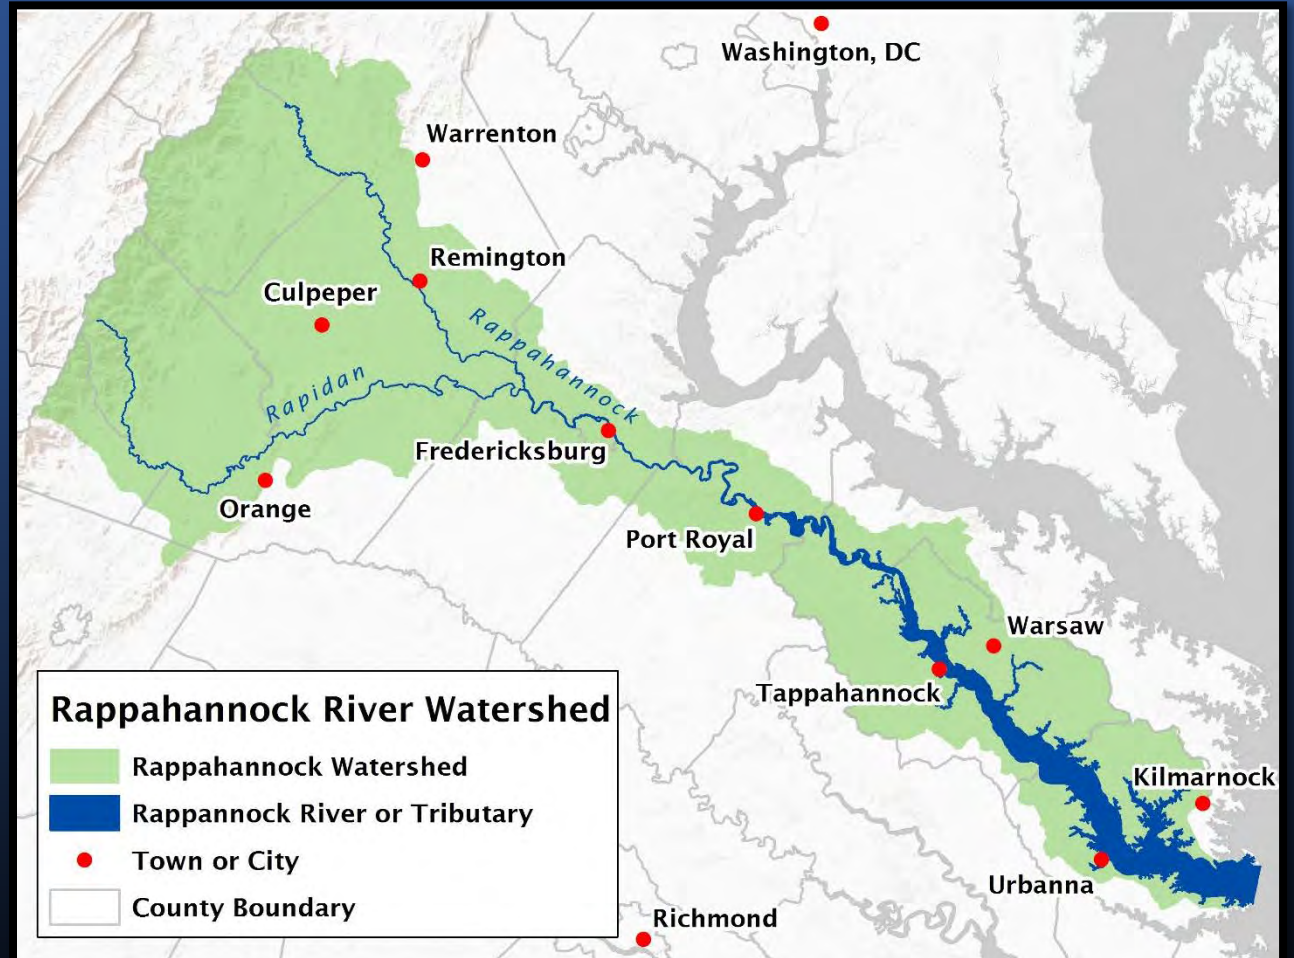 Washington, DC
Warrenton
Remington
Culpeper
Rappahannock
Rapidan
Fredericksburg
Orange
Port Royal
Warsaw
Tappahannock
Kilmarnock
Urbanna
Richmond
Rappahannock River Watershed
Rappahannock Watershed
Rappannock River or Tributary
Town or City
County Boundary